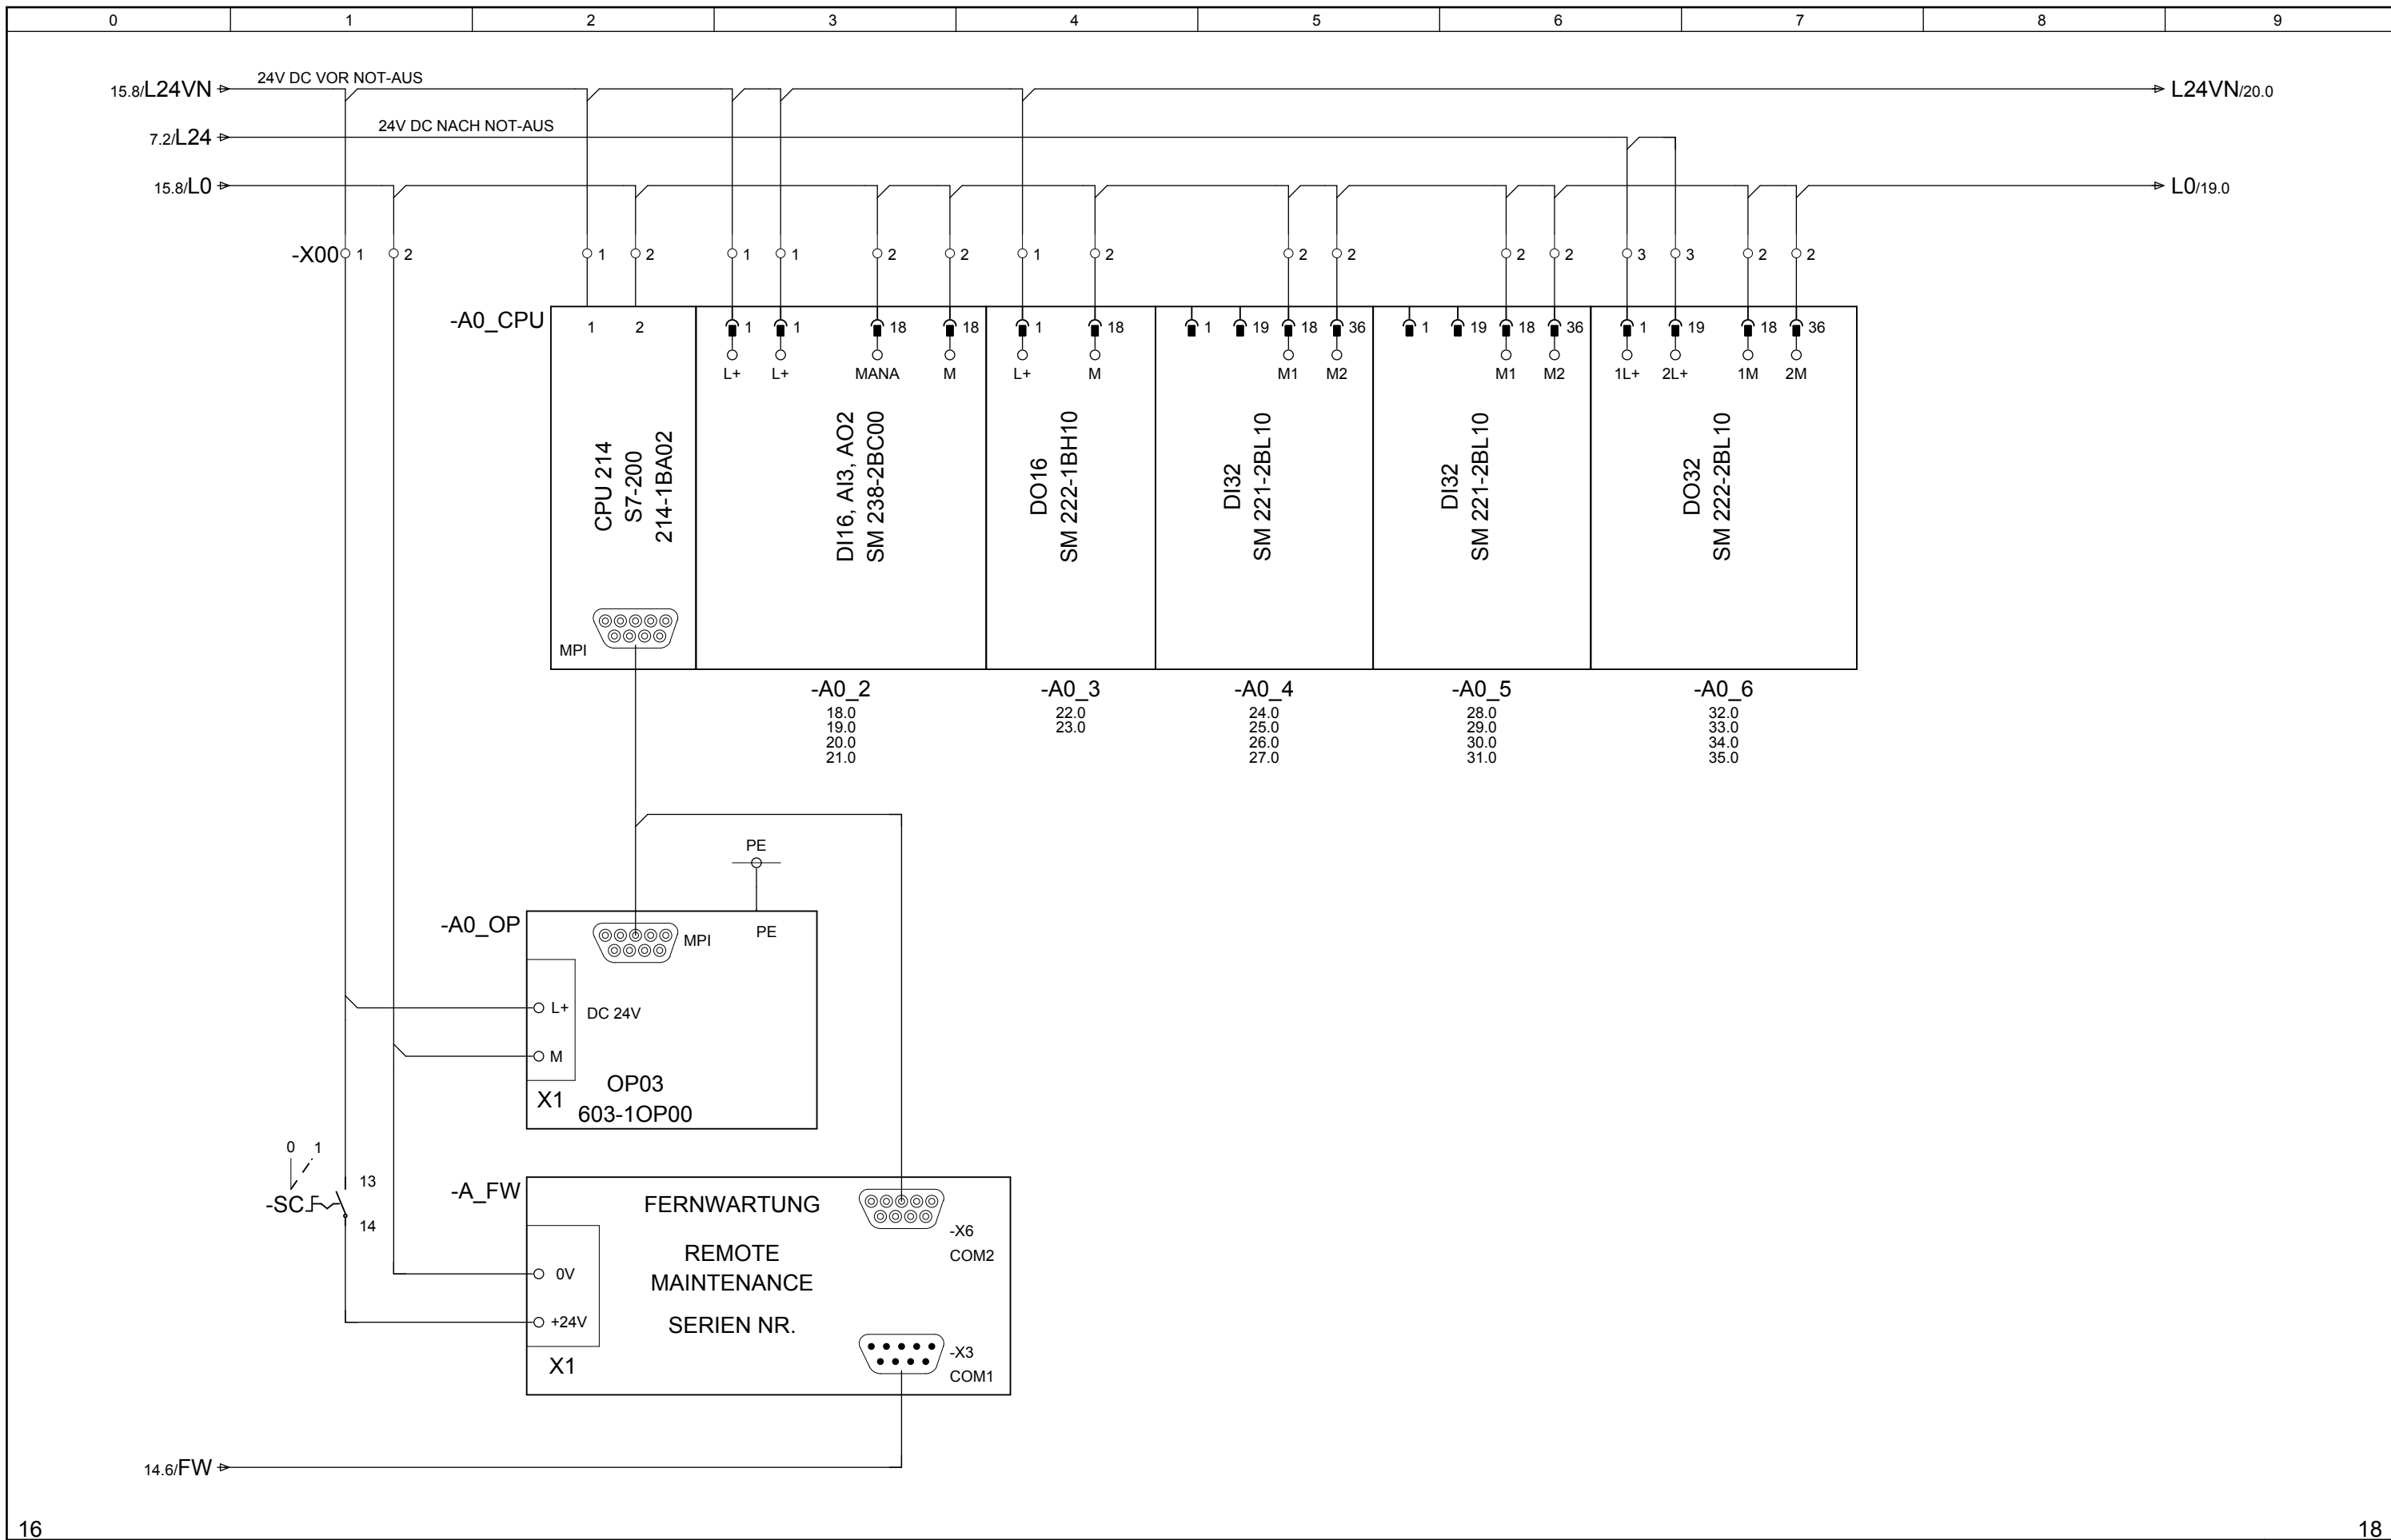 0 1 2 3 4 5 6 7 8 9
24V DC VOR NOT-AUS
15.8/L24VN L24VN/20.0
24V DC NACH NOT-AUS
7.2/L24
15.8/L0 L0/19.0
-X00 1 2 1 2 1 1 2 2 1 2 2 2 2 2 3 3 2 2
-A0_CPU 1 2 1 1 18 18 1 18 1 19 18 36 1 19 18 36 1 19 18 36
L+ L+ MANA M L+ M M1 M2 M1 M2 1L+ 2L+ 1M 2M
CPU 214
S7-200
214-1BA02
DI16, AI3, AO2
SM 238-2BC00
DO16
SM 222-1BH10
DI32
SM 221-2BL10
DI32
SM 221-2BL10
DO32
SM 222-2BL10
MPI
-A0_2
18.0
19.0
20.0
21.0
-A0_3
22.0
23.0
-A0_4
24.0
25.0
26.0
27.0
-A0_5
28.0
29.0
30.0
31.0
-A0_6
32.0
33.0
34.0
35.0
PE
-A0_OP
MPI
PE
L+
DC 24V
M
OP03
X1
603-1OP00
0 1
13
-SC
14
-A_FW
FERNWARTUNG
-X6
COM2
REMOTE
MAINTENANCE
0V
SERIEN NR.
+24V
X1
-X3
COM1
14.6/FW
16
18